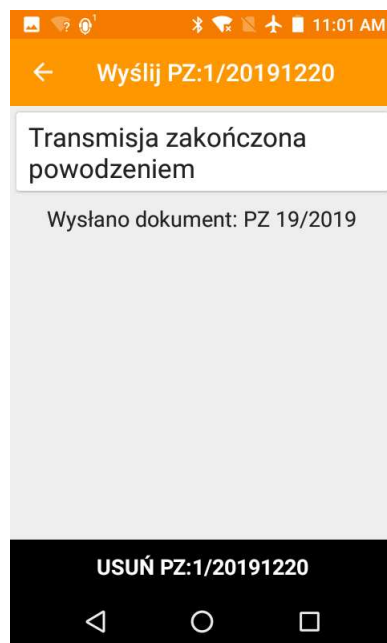 11:01 AM
Wyślij PZ:1/20191220
Transmisja zakończona
powodzeniem
Wysłano dokument: PZ 19/2019
USUŃ PZ:1/20191220